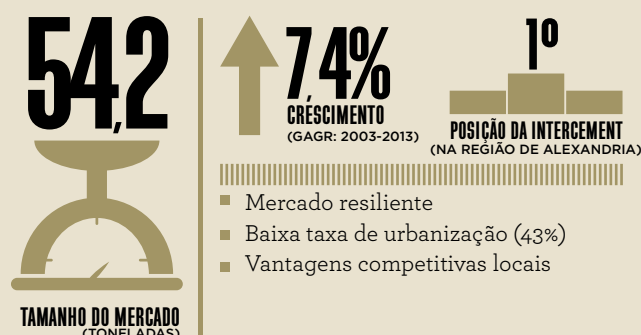 54,2
TAMANHO DO MERCADO
(TONELADAS)
7,4%
CRESCIMENTO
(GAGR: 2003-2013)
1º
POSIÇÃO DA INTERCEMENT
(NA REGIÃO DE ALEXANDRIA)
Mercado resiliente
Baixa taxa de urbanização (43%)
Vantagens competitivas locais